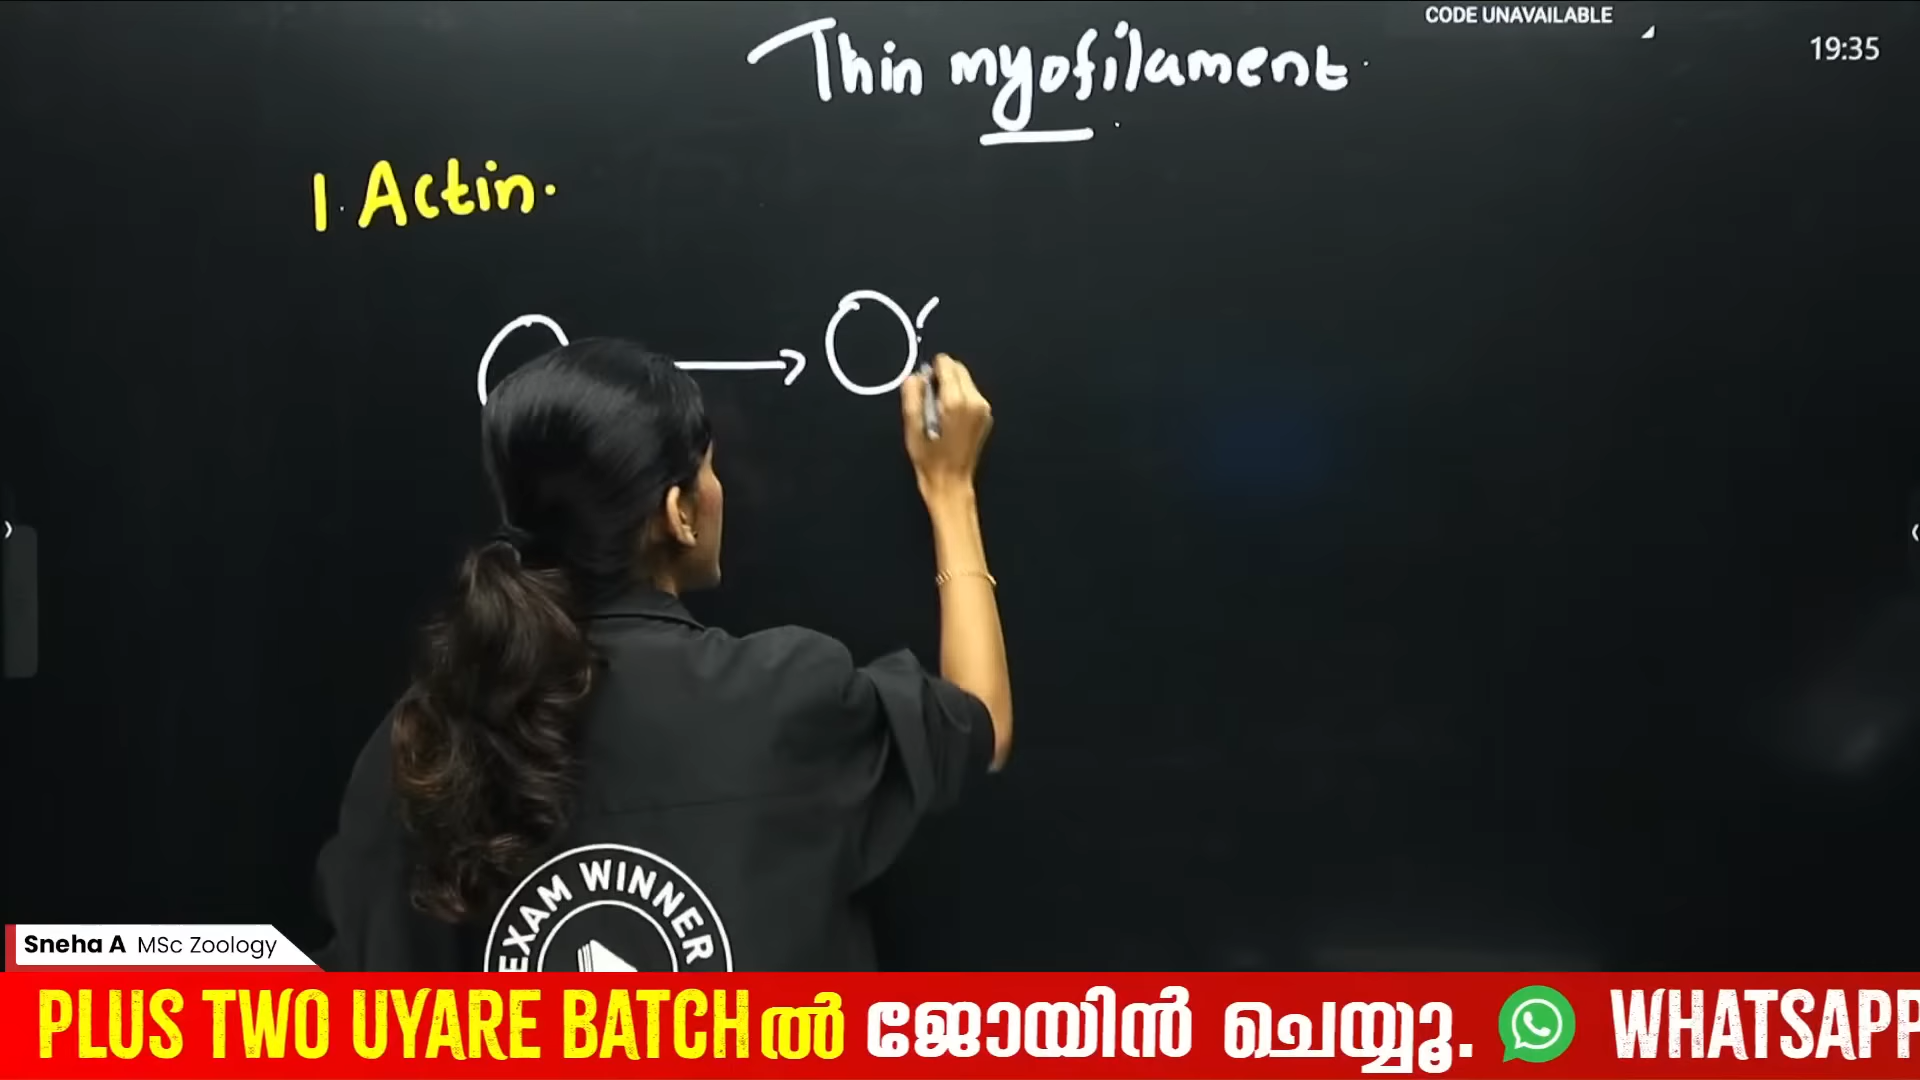 CODE UNAVAILABLE
19:35
Thin myofilament
1. Actin.
EXAM WINNER
Sneha A MSc Zoology
PLUS TWO UYARE BATCHൽ ജോയിൻ ചെയ്യൂ. WHATSAPP